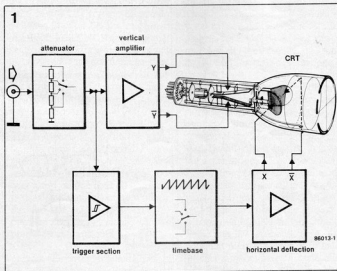 1
attenuator
vertical
amplifier
CRT
Y
Y̅
X
X̅
trigger section
timebase
horizontal deflection
86013-1